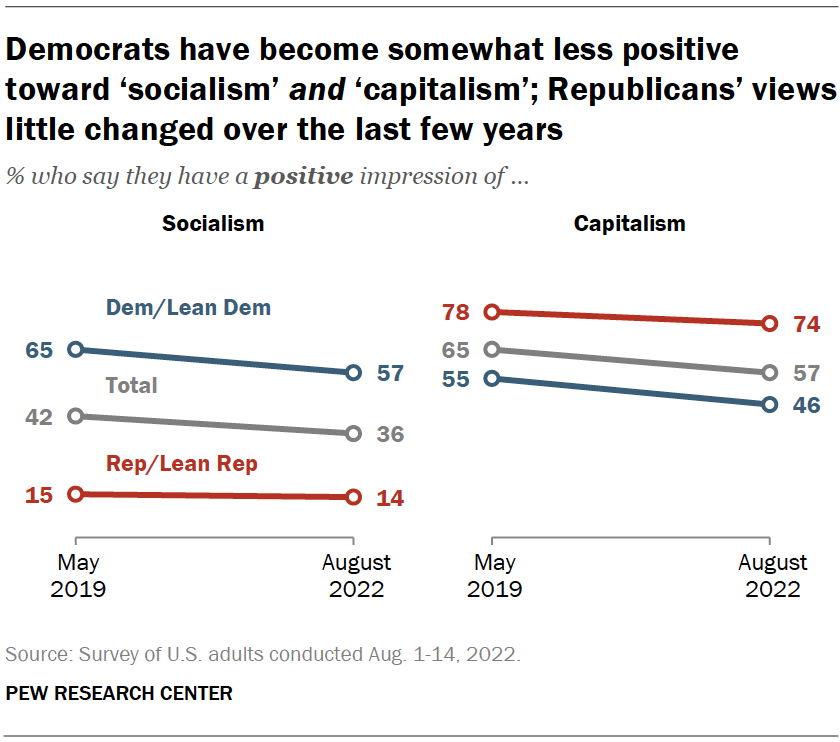 Democrats have become somewhat less positive
toward ‘socialism’ and ‘capitalism’; Republicans’ views
little changed over the last few years
% who say they have a positive impression of ...
Socialism
Dem/Lean Dem
65
57
Total
42
36
Rep/Lean Rep
15
14
May
2019
August
2022
Capitalism
78
74
65
57
55
46
May
2019
August
2022
Source: Survey of U.S. adults conducted Aug. 1-14, 2022.
PEW RESEARCH CENTER